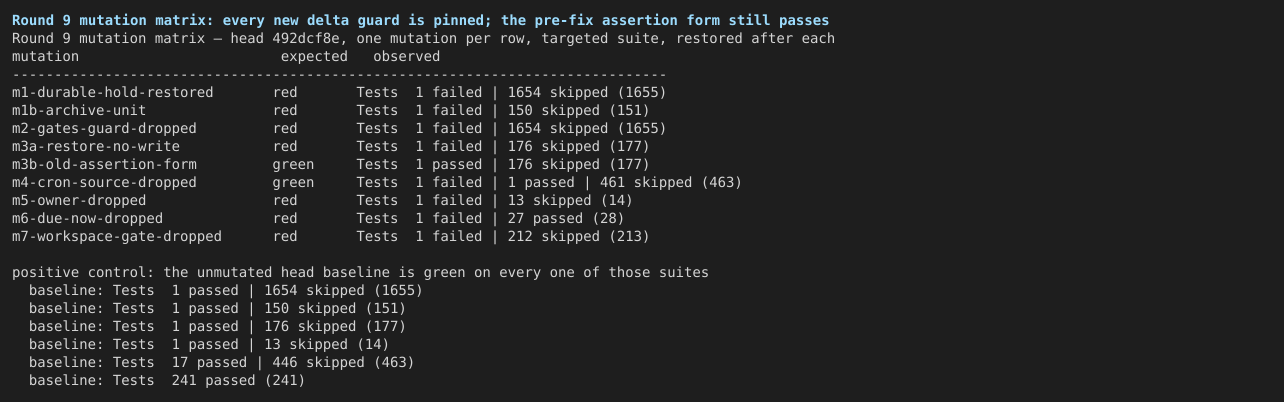 Round 9 mutation matrix: every new delta guard is pinned; the pre-fix assertion form still passes
Round 9 mutation matrix — head 492dcf8e, one mutation per row, targeted suite, restored after each
mutation                        expected   observed
------------------------------------------------------------------------------
m1-durable-hold-restored       red       Tests  1 failed | 1654 skipped (1655)
m1b-archive-unit               red       Tests  1 failed | 150 skipped (151)
m2-gates-guard-dropped         red       Tests  1 failed | 1654 skipped (1655)
m3a-restore-no-write           red       Tests  1 failed | 176 skipped (177)
m3b-old-assertion-form         green     Tests  1 passed | 176 skipped (177)
m4-cron-source-dropped         green     Tests  1 failed | 1 passed | 461 skipped (463)
m5-owner-dropped               red       Tests  1 failed | 13 skipped (14)
m6-due-now-dropped             red       Tests  1 failed | 27 passed (28)
m7-workspace-gate-dropped      red       Tests  1 failed | 212 skipped (213)
positive control: the unmutated head baseline is green on every one of those suites
  baseline: Tests  1 passed | 1654 skipped (1655)
  baseline: Tests  1 passed | 150 skipped (151)
  baseline: Tests  1 passed | 176 skipped (177)
  baseline: Tests  1 passed | 13 skipped (14)
  baseline: Tests  17 passed | 446 skipped (463)
  baseline: Tests  241 passed (241)